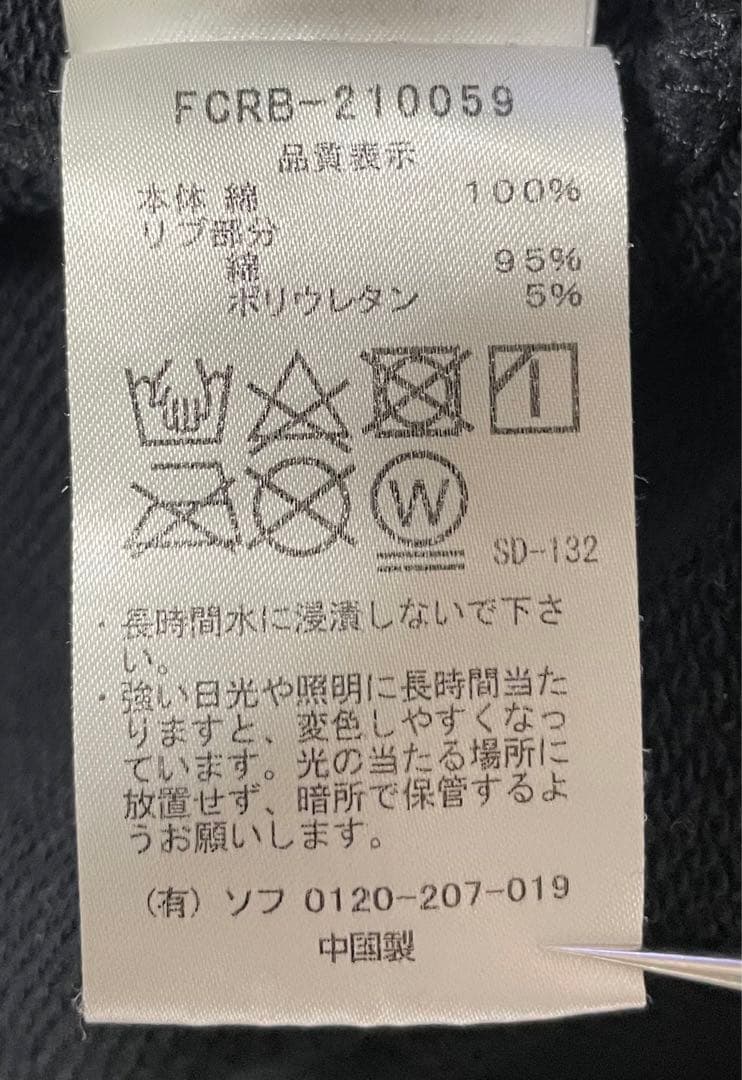 FCRB-210059
品質表示
本体 綿 100%
リブ部分
綿 95%
ポリウレタン 5%
W
SD-132
・長時間水に浸漬しないで下さ
い。
・強い日光や照明に長時間当た
りますと、変色しやすくなっ
ています。光の当たる場所に
放置せず、暗所で保管するよ
うお願いします。
(有) ソフ 0120-207-019
中国製